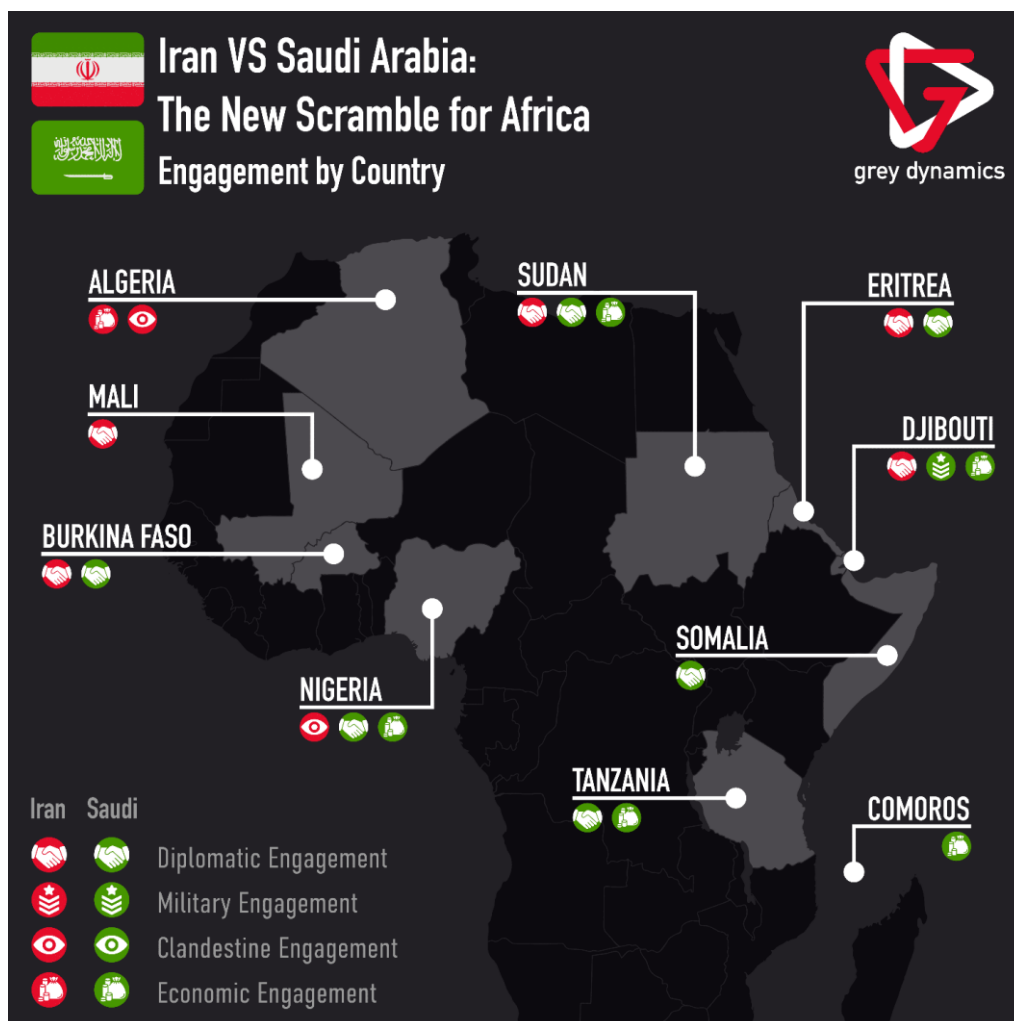 Iran VS Saudi Arabia:
The New Scramble for Africa
Engagement by Country
grey dynamics
ALGERIA
SUDAN
ERITREA
MALI
DJIBOUTI
BURKINA FASO
SOMALIA
NIGERIA
TANZANIA
COMOROS
Iran Saudi
Diplomatic Engagement
Military Engagement
Clandestine Engagement
Economic Engagement